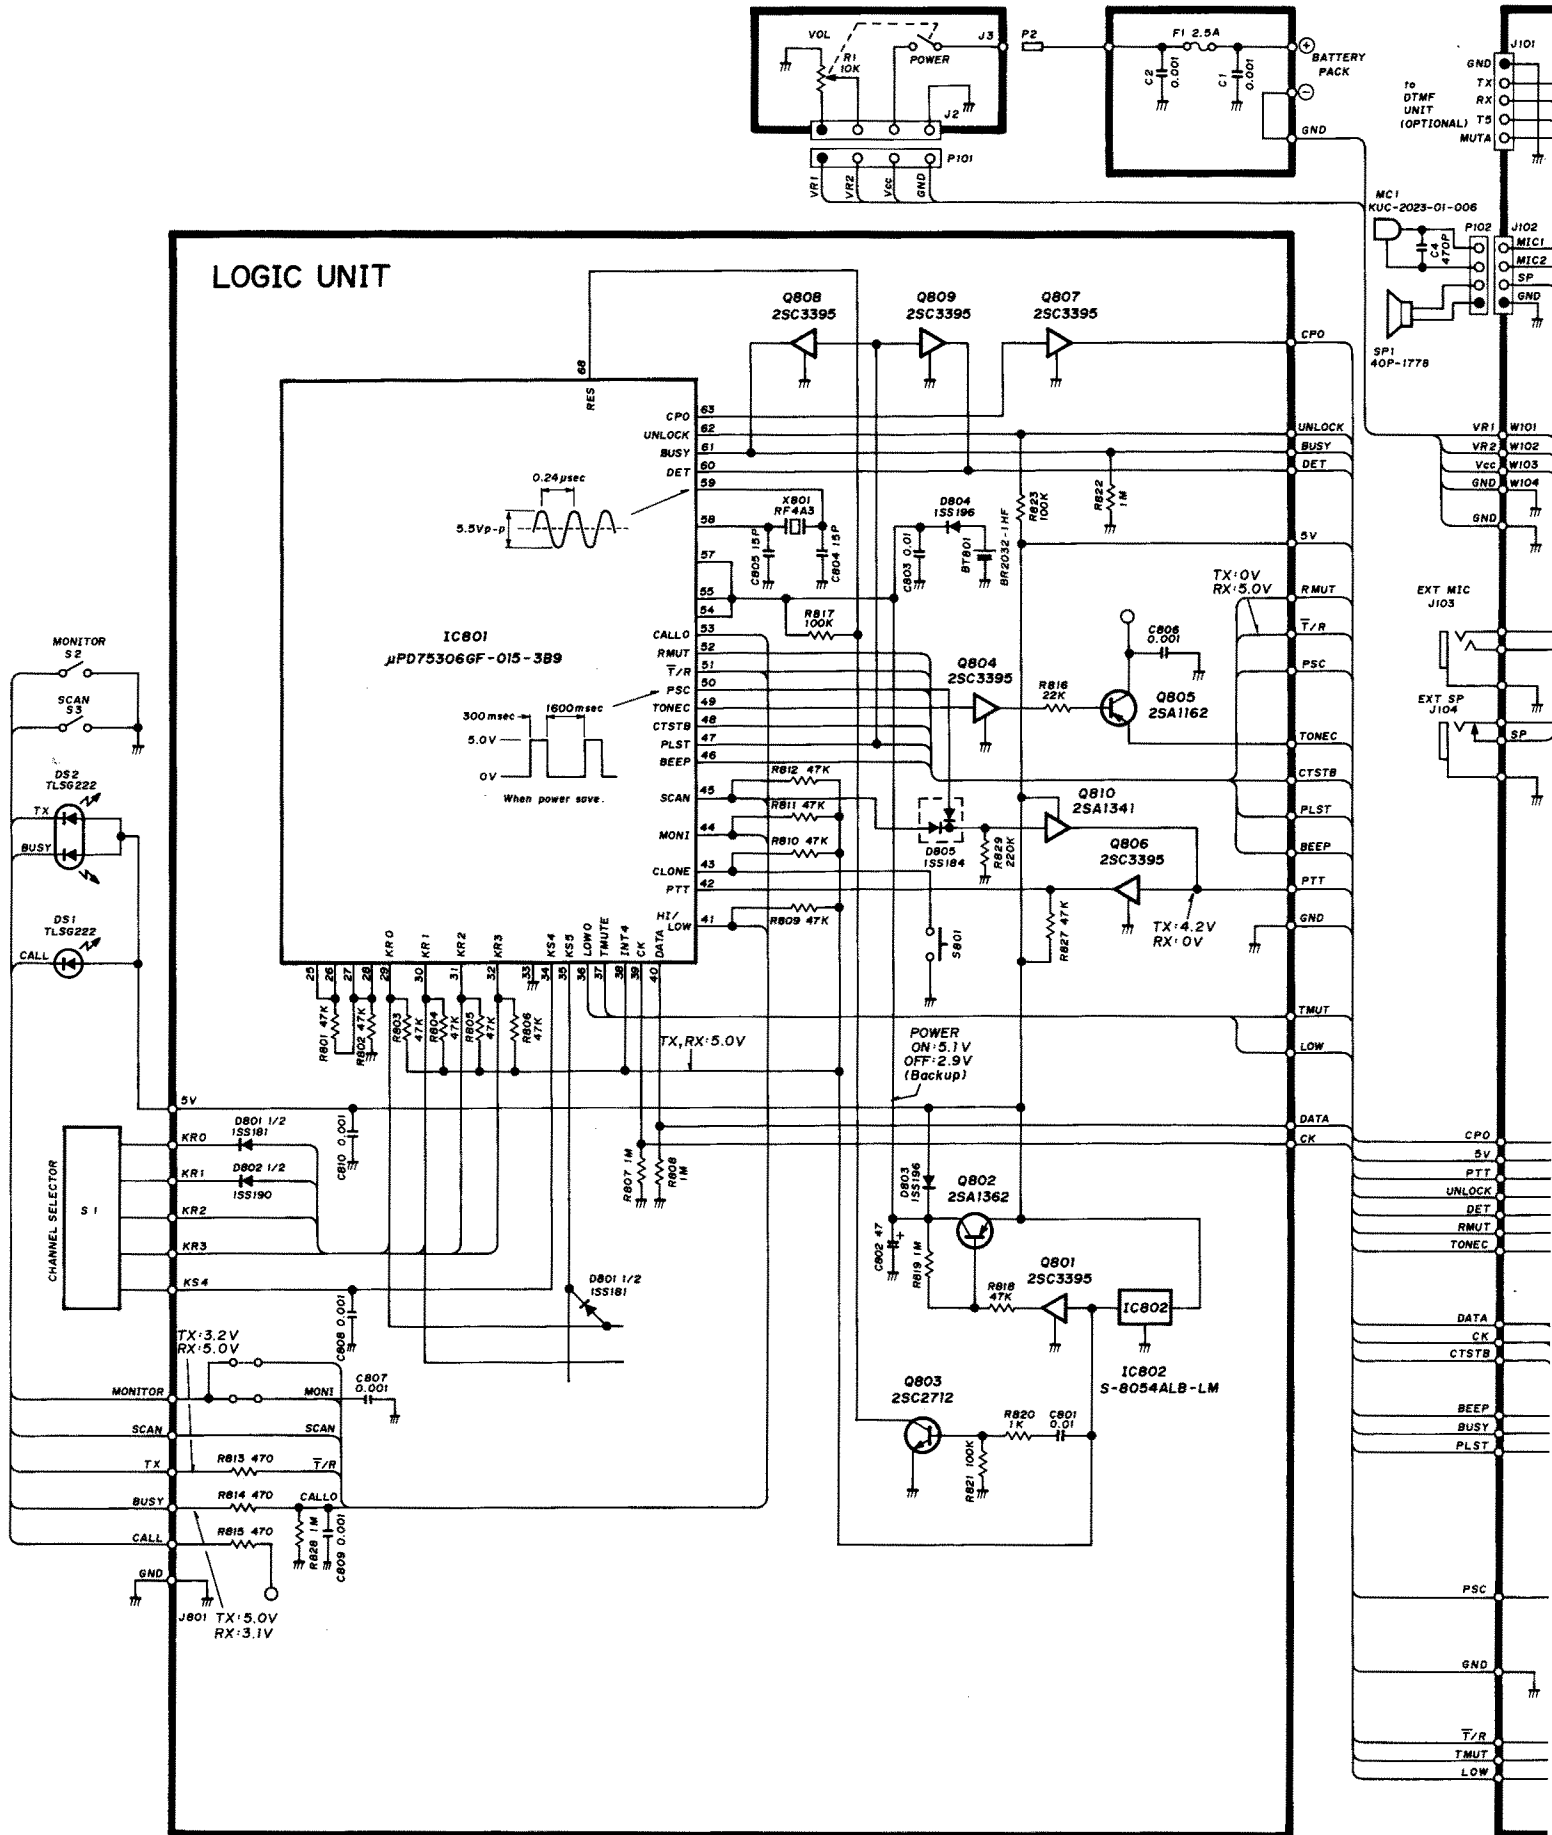 VOL
R1
10K
POWER
J3
P2
J2
P101
VR1
VR2
Vcc
GND
F1 2.5A
C2
0.001
C1
0.001
+
−
BATTERY
PACK
GND
J101
GND
TX
RX
T5
MUTA
to
DTMF
UNIT
(OPTIONAL)
MC1
KUC-2023-01-006
C4
470P
P102
J102
MIC1
MIC2
SP
GND
SP1
40P-1778
LOGIC UNIT
Q808
2SC3395
Q809
2SC3395
Q807
2SC3395
68
RES
CPO 63
UNLOCK 62
BUSY 61
DET 60
59
58
57
55
54
CALLO 53
RMUT 52
T̅/R 51
PSC 50
TONEC 49
CTSTB 48
PLST 47
BEEP 46
SCAN 45
MONI 44
CLONE 43
PTT 42
HI/
LOW 41
0.24µsec
5.5Vp-p
IC801
µPD75306GF-015-3B9
300msec
1600msec
5.0V
0V
When power save.
X801
RF4A3
C805 15P
C804 15P
D804
1SS196
C803 0.01
BT801
BR2032-1HF
R823
100K
R822
1M
R817
100K
C806
0.001
Q804
2SC3395
R816
22K
Q805
2SA1162
R812 47K
R811 47K
R810 47K
R809 47K
D805
1SS184
R829
220K
Q810
2SA1341
Q806
2SC3395
R827 47K
S801
TX:4.2V
RX:0V
TX:0V
RX:5.0V
CPO
UNLOCK
BUSY
DET
5V
RMUT
T̅/R
PSC
TONEC
CTSTB
PLST
BEEP
PTT
GND
TMUT
LOW
DATA
CK
VR1 W101
VR2 W102
Vcc W103
GND W104
GND
EXT MIC
J103
EXT SP
J104
SP
MONITOR
S2
SCAN
S3
DS2
TLSG222
TX
BUSY
DS1
TLSG222
CALL
25
26
27
28
29 KR0
30 KR1
31 KR2
32 KR3
33
34 KS4
35 KS5
36 LOWO
37 TMUTE
38 INT4
39 CK
40 DATA
R801 47K
R802 47K
R803
47K
R804
47K
R805
47K
R806
47K
TX,RX:5.0V
POWER
ON:5.1V
OFF:2.9V
(Backup)
5V
D801 1/2
1SS181
D802 1/2
1SS190
C810 0.001
R807 1M
R808
1M
CHANNEL SELECTOR
S1
KR0
KR1
KR2
KR3
KS4
D803
1SS196
Q802
2SA1362
C802 47
+
R819 1M
R818
47K
Q801
2SC3395
IC802
IC802
S-8054ALB-LM
D801 1/2
1SS181
C808 0.001
TX:3.2V
RX:5.0V
C807
0.001
Q803
2SC2712
R820
1K
C801
0.01
R821 100K
MONITOR
MONI
SCAN
SCAN
TX
R813 470
T̅/R
BUSY
R814 470
CALLO
CALL
R815 470
R828 1M
C809 0.001
GND
J801
TX:5.0V
RX:3.1V
CPO
5V
PTT
UNLOCK
DET
RMUT
TONEC
DATA
CK
CTSTB
BEEP
BUSY
PLST
PSC
GND
T̅/R
TMUT
LOW